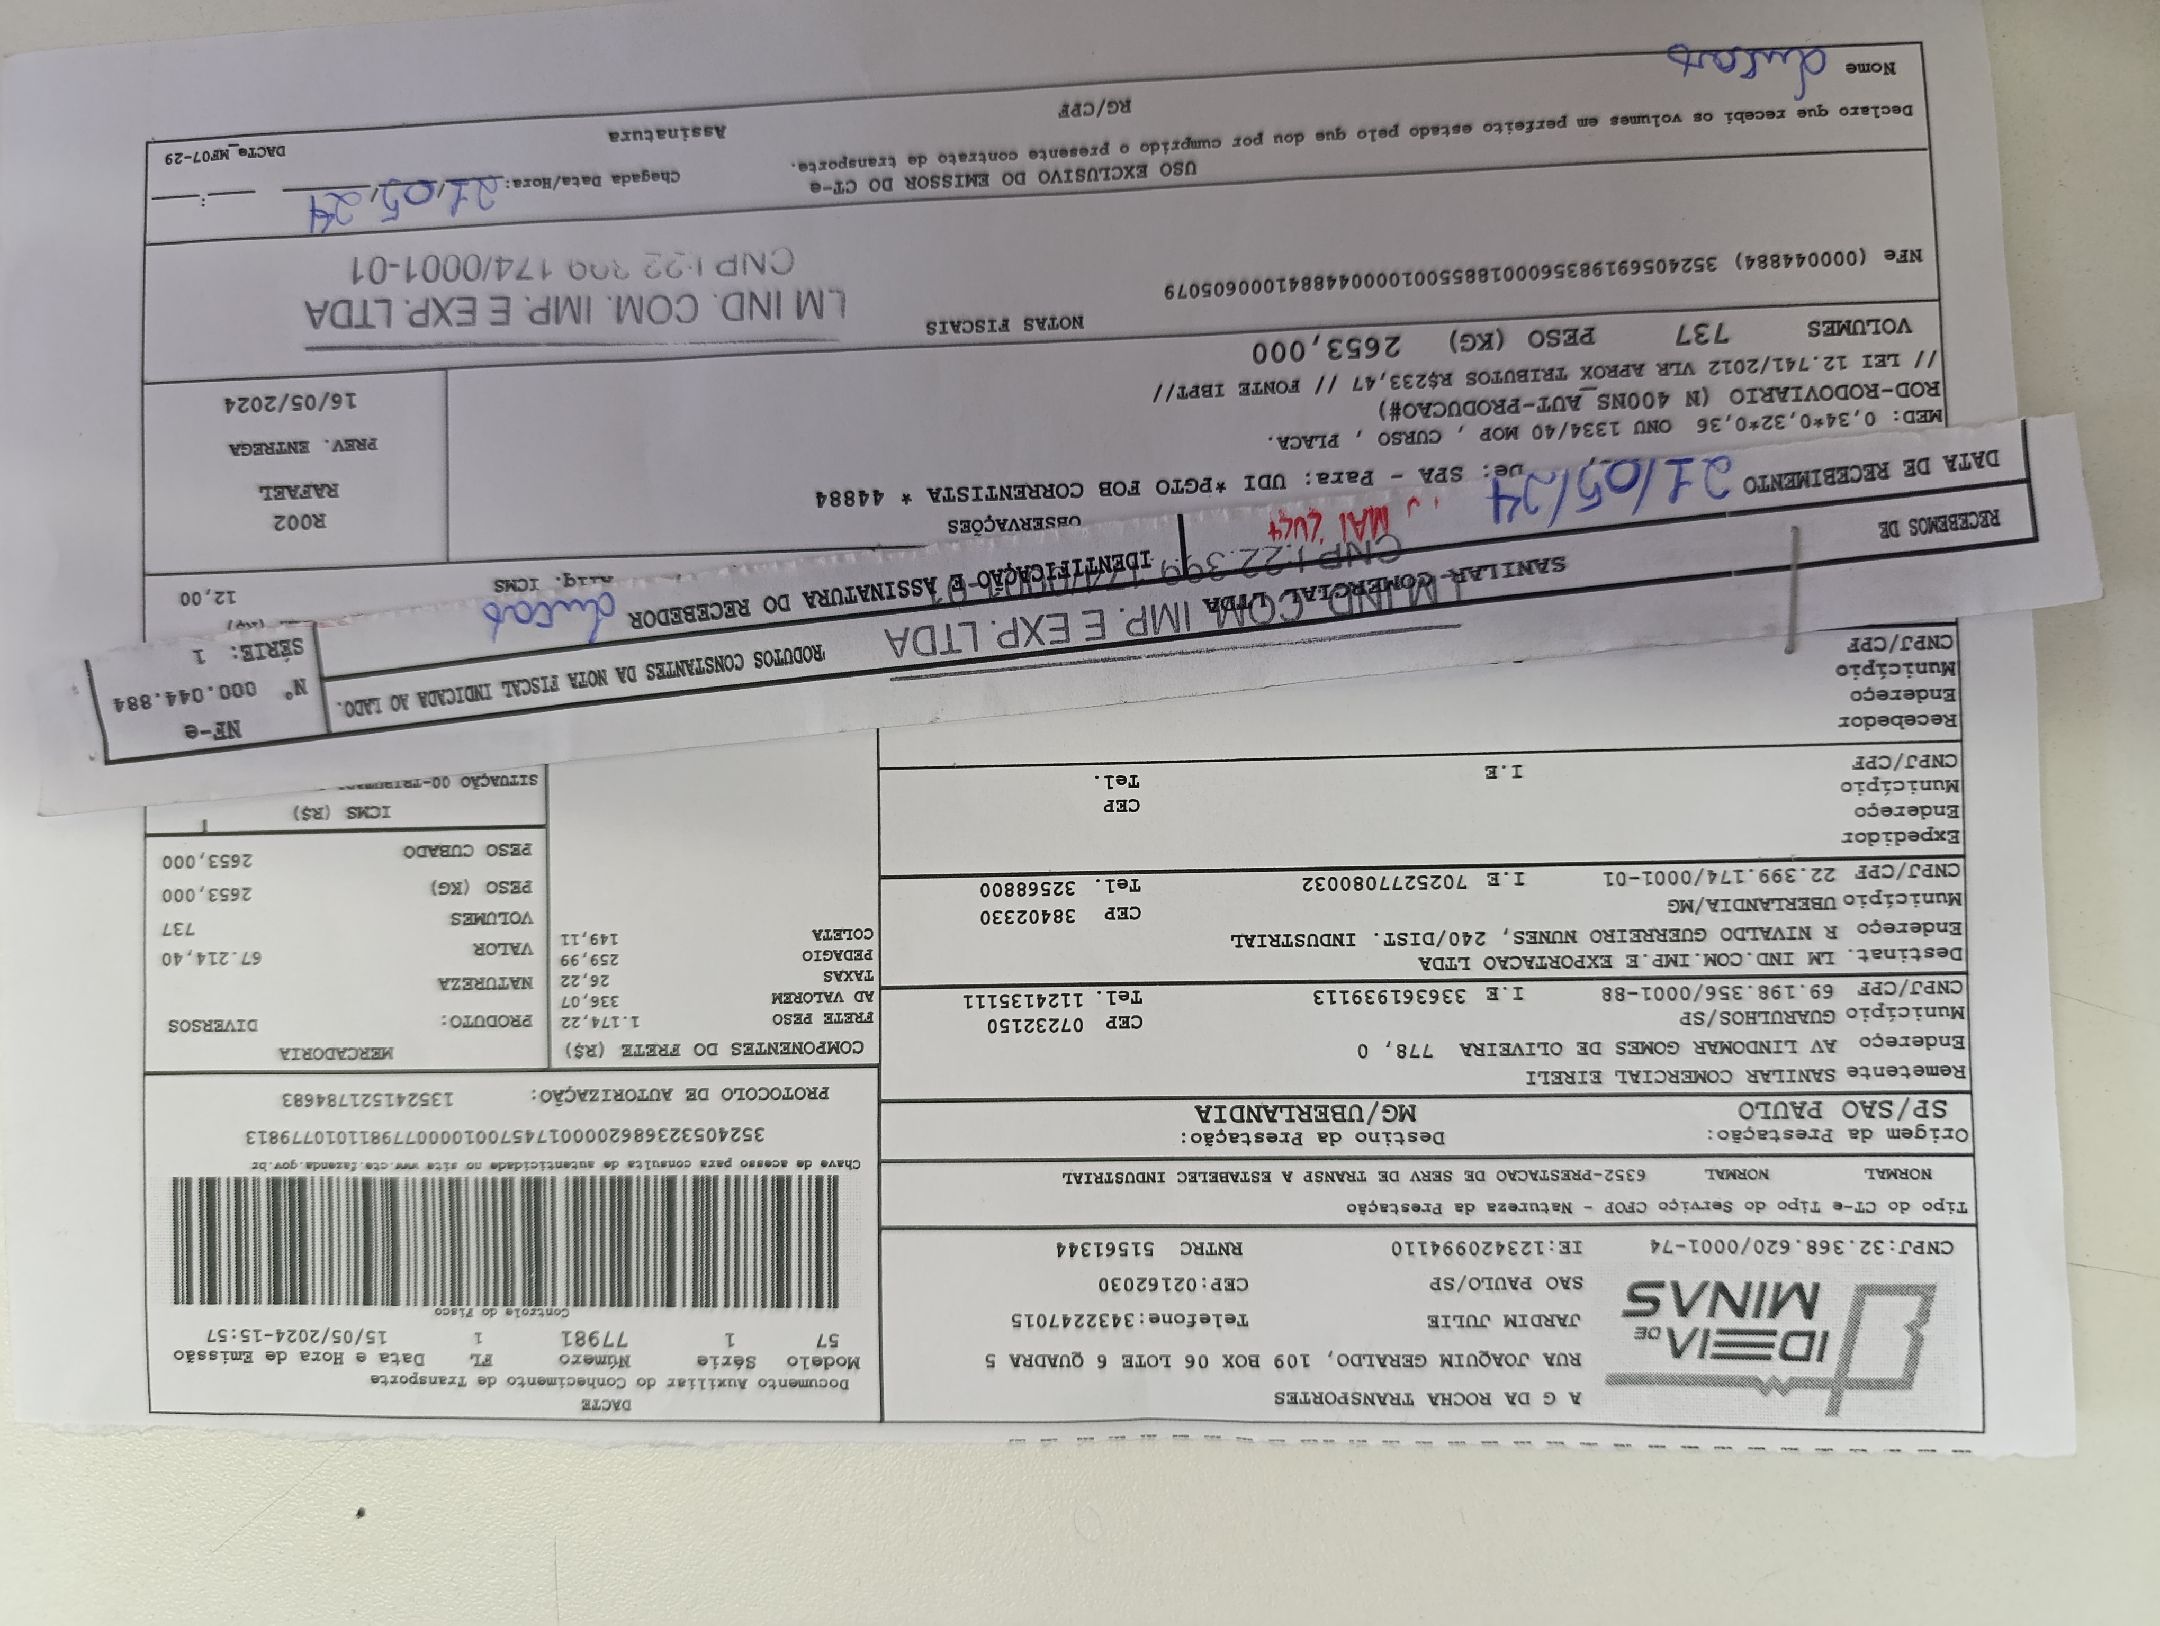 A G DA ROCHA TRANSPORTES
IDEIA DE MINAS
RUA JOAQUIM GERALDO, 109 BOX 06 LOTE 6 QUADRA 5
JARDIM JULIE Telefone:3432247015
SAO PAULO/SP CEP:02162030
CNPJ:32.368.620/0001-74 IE:123420994110 RNTRC 51561344
DACTE
Documento Auxiliar do Conhecimento de Transporte
Modelo Série Número FL Data e Hora de Emissão
57 1 77981 1 15/05/2024-15:57
Controle do Fisco
Chave de acesso para consulta de autenticidade no site www.cte.fazenda.gov.br
35240532368620000174570010000779811010779813
PROTOCOLO DE AUTORIZAÇÃO: 135241521784683
Tipo do CT-e Tipo do Serviço CFOP - Natureza da Prestação
NORMAL NORMAL 6352-PRESTACAO DE SERV DE TRANSP A ESTABELEC INDUSTRIAL
Origem da Prestação: Destino da Prestação:
SP/SAO PAULO MG/UBERLANDIA
Remetente SANILAR COMERCIAL EIRELI
Endereço AV LINDOMAR GOMES DE OLIVEIRA 778, 0
Município GUARULHOS/SP CEP 07232150
CNPJ/CPF 69.198.356/0001-88 I.E 336361939113 Tel. 1124135111
Destinat. LM IND.COM.IMP.E EXPORTACAO LTDA
Endereço R NIVALDO GUERREIRO NUNES, 240/DIST. INDUSTRIAL
Município UBERLANDIA/MG CEP 38402330
CNPJ/CPF 22.399.174/0001-01 I.E 7025277080032 Tel. 32568800
Expedidor
Endereço
Município CEP
CNPJ/CPF I.E Tel.
Recebedor
Endereço
Município
CNPJ/CPF
COMPONENTES DO FRETE (R$)
FRETE PESO 1.174,22
AD VALOREM 336,07
TAXAS 26,22
PEDAGIO 259,99
COLETA 149,11
MERCADORIA
PRODUTO: DIVERSOS
NATUREZA
VALOR 67.214,40
VOLUMES 737
PESO (KG) 2653,000
PESO CUBADO 2653,000
ICMS (R$)
SITUAÇÃO 00-
ICMS 12,00
RECEBEMOS DE SANILAR COMERCIAL LTDA PRODUTOS CONSTANTES DA NOTA FISCAL INDICADA AO LADO.
LM IND. COM. IMP. E EXP. LTDA
CNPJ:22.399
DATA DE RECEBIMENTO 21/05/24
MAI 2024
IDENTIFICAÇÃO E ASSINATURA DO RECEBEDOR Lucas
NF-e
Nº 000.044.884
SÉRIE: 1
OBSERVAÇÕES
De: SPA - Para: UDI *PGTO FOB CORRENTISTA * 44884
MED: 0,34*0,32*0,36 ONU 1334/40 MOP , CURSO , PLACA.
ROD-RODOVIARIO (N 400NS_AUT-PRODUCAO#)
// LEI 12.741/2012 VLR APROX TRIBUTOS R$233,47 // FONTE IBPT//
VOLUMES 737 PESO (KG) 2653,000
R002
RAFAEL
PREV. ENTREGA
16/05/2024
NOTAS FISCAIS
NFe (000044884) 35240569198356000188550010000448841000605079
LM IND. COM. IMP. E EXP. LTDA
CNPJ:22 399 174/0001-01
USO EXCLUSIVO DO EMISSOR DO CT-e
Declaro que recebi os volumes em perfeito estado pelo que dou por cumprido o presente contrato de transporte.
Chegada Data/Hora: 21/05/24
Nome Lucas RG/CPF Assinatura
DACTe_MF07-29